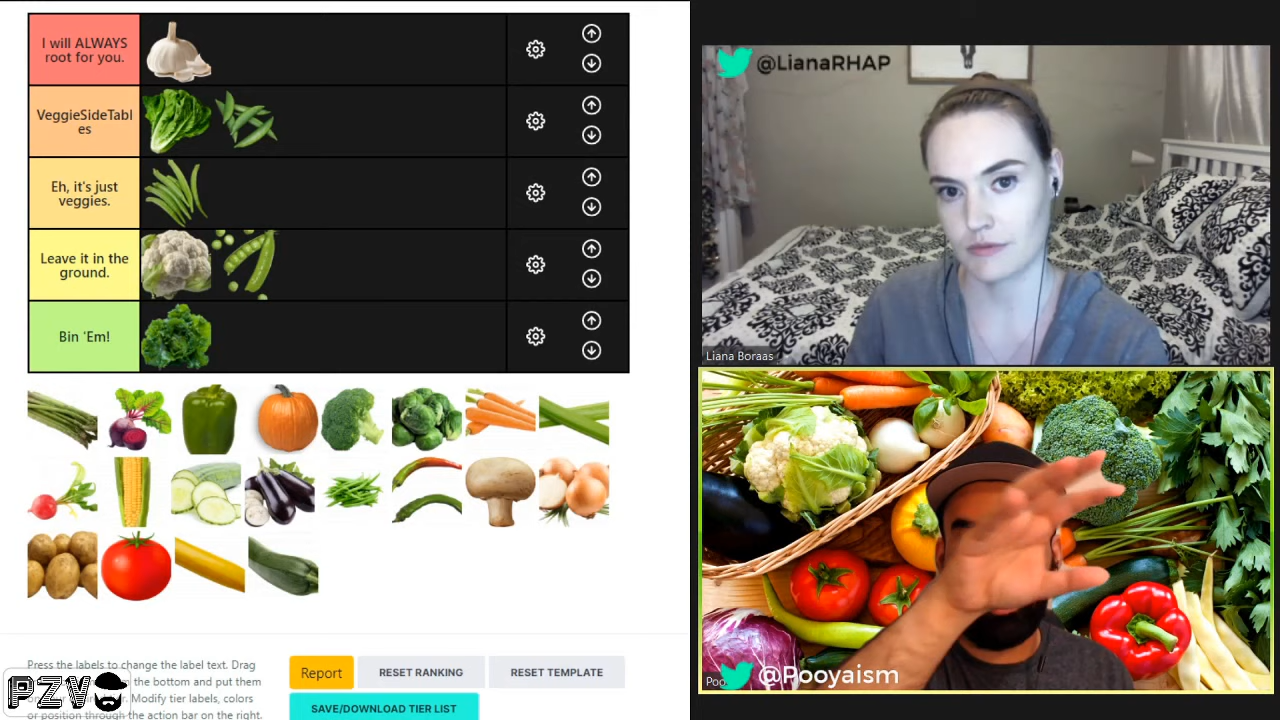 I will ALWAYS
root for you.
VeggieSideTabl
es
Eh, it's just
veggies.
Leave it in the
ground.
Bin 'Em!
Press the labels to change the label text. Drag
the bottom and put them
Modify tier labels, colors
or position through the action bar on the right.
Report
RESET RANKING
RESET TEMPLATE
SAVE/DOWNLOAD TIER LIST
PZV
@LianaRHAP
Liana Boraas
Poo
@Pooyaism